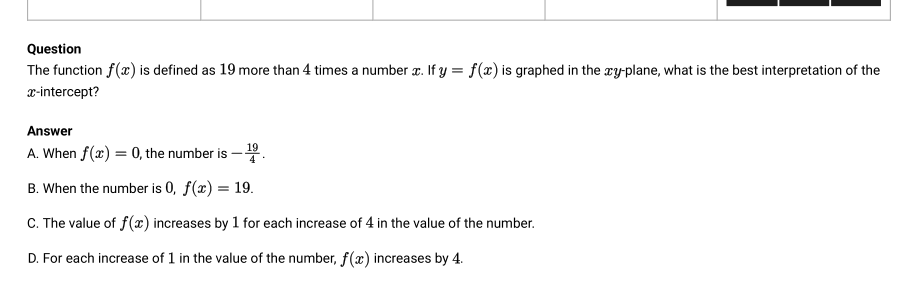 Question
The function f(x) is defined as 19 more than 4 times a number x. If y = f(x) is graphed in the xy-plane, what is the best interpretation of the
x-intercept?
Answer
A. When f(x) = 0, the number is −19/4.
B. When the number is 0, f(x) = 19.
C. The value of f(x) increases by 1 for each increase of 4 in the value of the number.
D. For each increase of 1 in the value of the number, f(x) increases by 4.